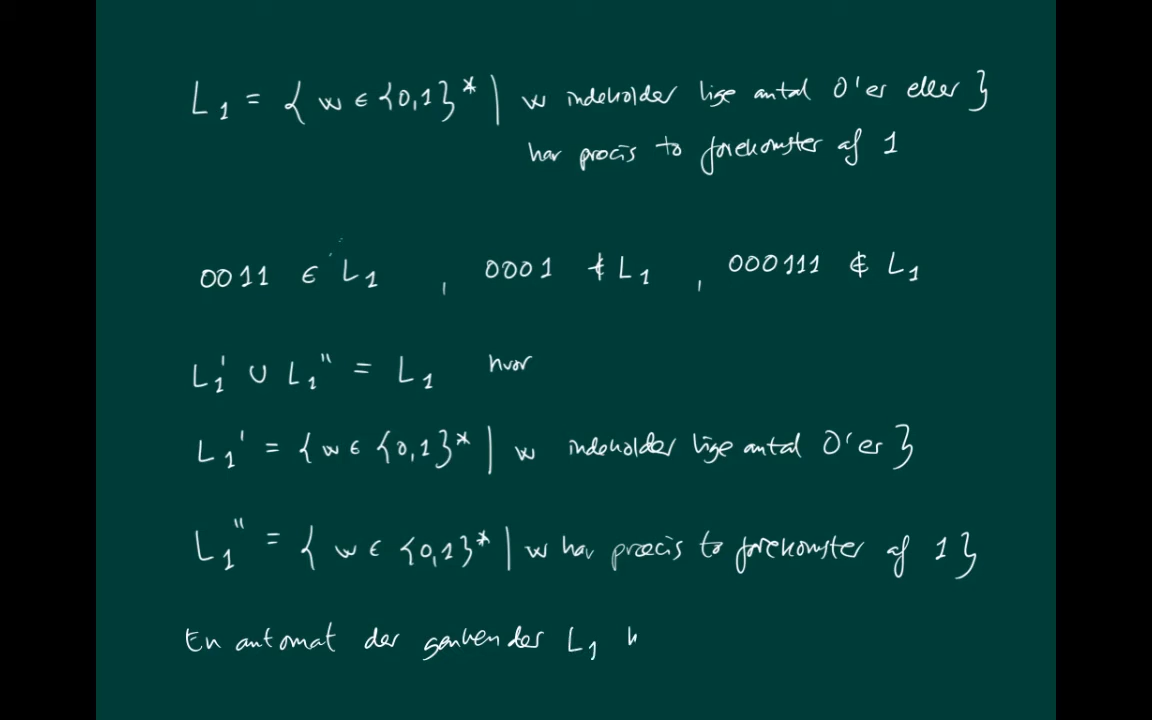 L₁ = { w ∈ {0,1}* | w indeholder lige antal 0'er eller }
har præcis to forekomster af 1
0011 ∈ L₁ , 0001 ∉ L₁ , 000111 ∉ L₁
L₁' ∪ L₁'' = L₁ hvor
L₁' = { w ∈ {0,1}* | w indeholder lige antal 0'er }
L₁'' = { w ∈ {0,1}* | w har præcis to forekomster af 1 }
En automat der genkender L₁